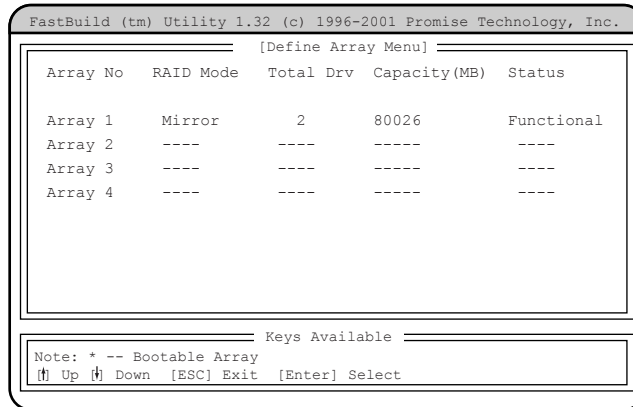 FastBuild (tm) Utility 1.32 (c) 1996-2001 Promise Technology, Inc.
[Define Array Menu]
Array No RAID Mode Total Drv Capacity(MB) Status
Array 1 Mirror 2 80026 Functional
Array 2 ---- ---- ----- ----
Array 3 ---- ---- ----- ----
Array 4 ---- ---- ----- ----
Keys Available
Note: * -- Bootable Array
[↑] Up [↓] Down [ESC] Exit [Enter] Select